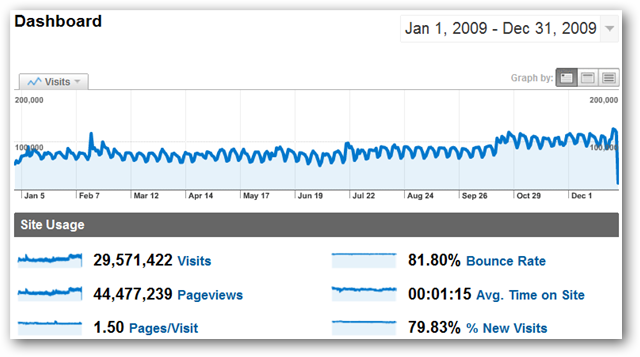 Dashboard
Jan 1, 2009 - Dec 31, 2009
Visits
Graph by:
200,000 200,000
100,000 100,000
Jan 5 Feb 7 Mar 12 Apr 14 May 17 Jun 19 Jul 22 Aug 24 Sep 26 Oct 29 Dec 1
Site Usage
29,571,422 Visits 81.80% Bounce Rate
44,477,239 Pageviews 00:01:15 Avg. Time on Site
1.50 Pages/Visit 79.83% % New Visits